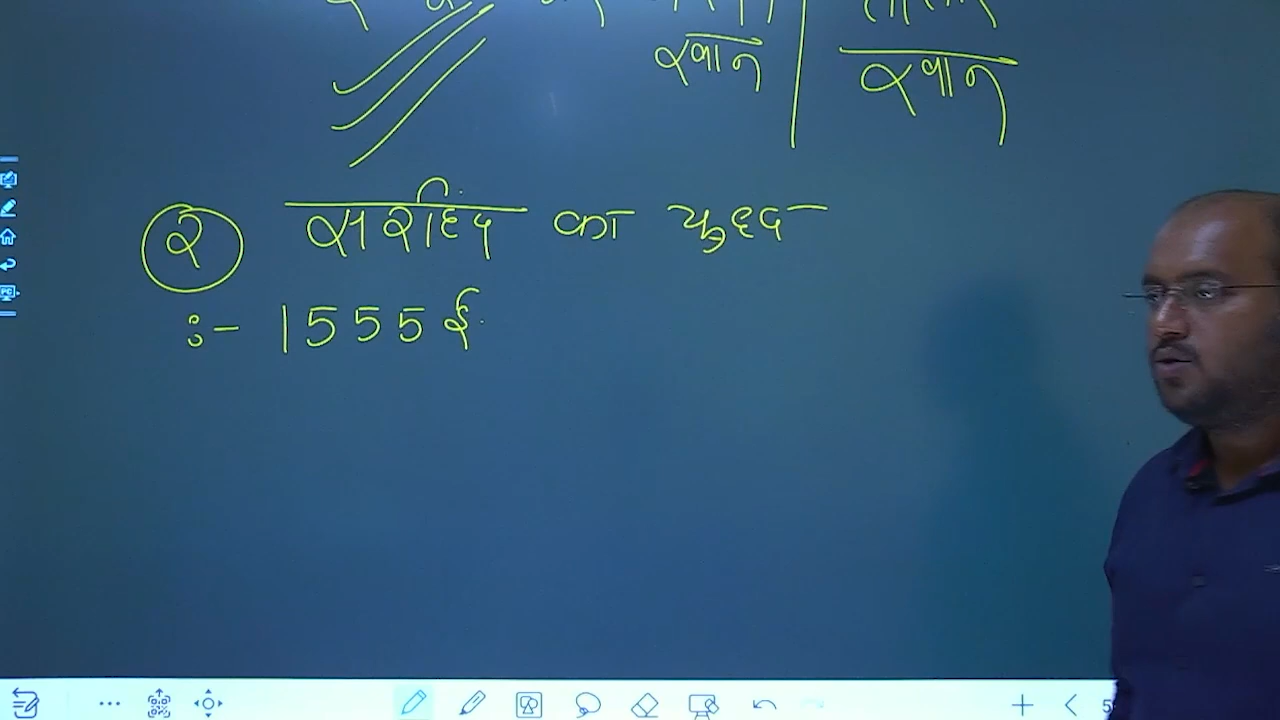 खान
खान
२ सरहिंद का युध्द
:- 1555 ई.